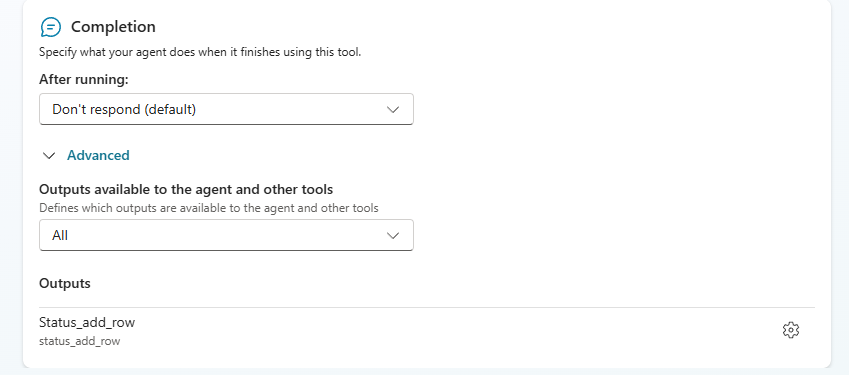 Completion
Specify what your agent does when it finishes using this tool.
After running:
Don't respond (default)
Advanced
Outputs available to the agent and other tools
Defines which outputs are available to the agent and other tools
All
Outputs
Status_add_row
status_add_row